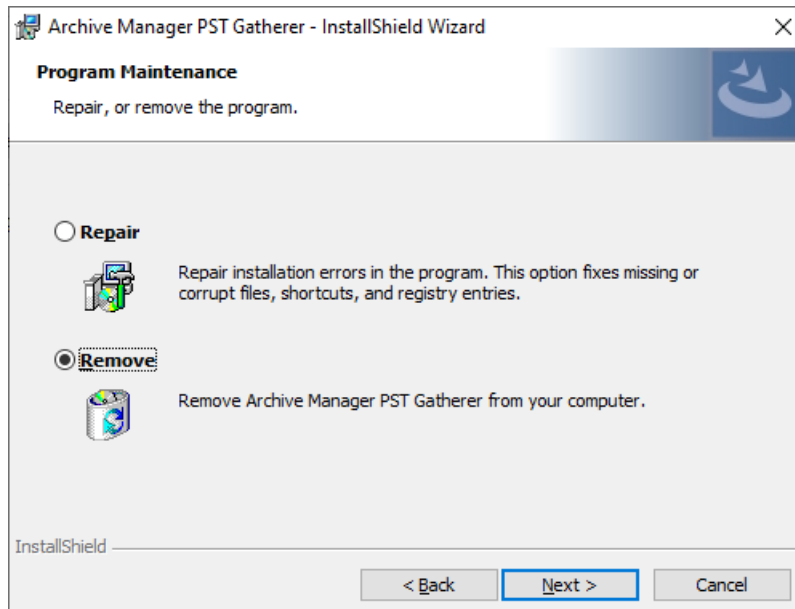 Archive Manager PST Gatherer - InstallShield Wizard
Program Maintenance
Repair, or remove the program.
Repair
Repair installation errors in the program. This option fixes missing or
corrupt files, shortcuts, and registry entries.
Remove
Remove Archive Manager PST Gatherer from your computer.
InstallShield
< Back
Next >
Cancel